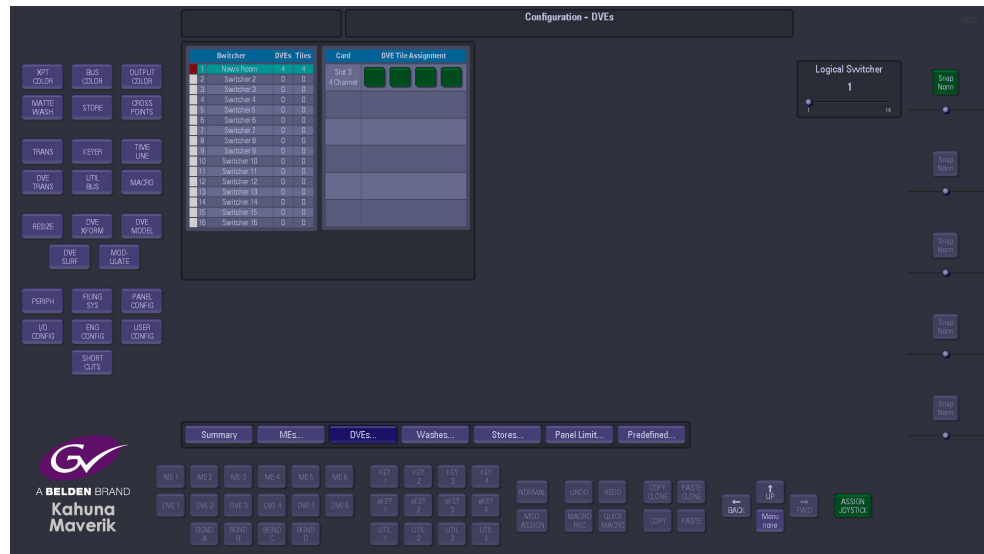 Configuration - DVEs
HDD
Switcher DVEs Tiles
1 News Room 4 4
2 Switcher 2 0 0
3 Switcher 3 0 0
4 Switcher 4 0 0
5 Switcher 5 0 0
6 Switcher 6 0 0
7 Switcher 7 0 0
8 Switcher 8 0 0
9 Switcher 9 0 0
10 Switcher 10 0 0
11 Switcher 11 0 0
12 Switcher 12 0 0
13 Switcher 13 0 0
14 Switcher 14 0 0
15 Switcher 15 0 0
16 Switcher 16 0 0
Card DVE Tile Assignment
Slot 3
4 Channel
Logical Switcher
1
1 16
Snap
Norm
Snap
Norm
Snap
Norm
Snap
Norm
Snap
Norm
XPT
COLOR
BUS
COLOR
OUTPUT
COLOR
MATTE
WASH
STORE
CROSS
POINTS
TRANS
KEYER
TIME
LINE
DVE
TRANS
UTIL
BUS
MACRO
RESIZE
DVE
XFORM
DVE
MODEL
DVE
SURF
MOD-
ULATE
PERIPH
FILING
SYS
PANEL
CONFIG
I/O
CONFIG
ENG
CONFIG
USER
CONFIG
SHORT
CUTS
Summary MEs... DVEs... Washes... Stores... Panel Limit... Predefined...
GV
A BELDEN BRAND
Kahuna
Maverik
ME 1 ME 2 ME 3 ME 4 ME 5 ME 6
DVE 1 DVE 2 DVE 3 DVE 4 DVE 5 DVE 6
BGND
A
BGND
B
BGND
C
BGND
D
KEY
1
KEY
2
KEY
3
KEY
4
eKEY
1
eKEY
2
eKEY
3
eKEY
4
UTIL
1
UTIL
2
UTIL
3
UTIL
4
NORMAL
MOD-
ASSIGN
UNDO
REDO
MACRO
REC
QUICK
MACRO
COPY
CLONE
PASTE
CLONE
COPY
PASTE
←
BACK
↑
UP
Menu
none
→
FWD
ASSIGN
JOYSTICK